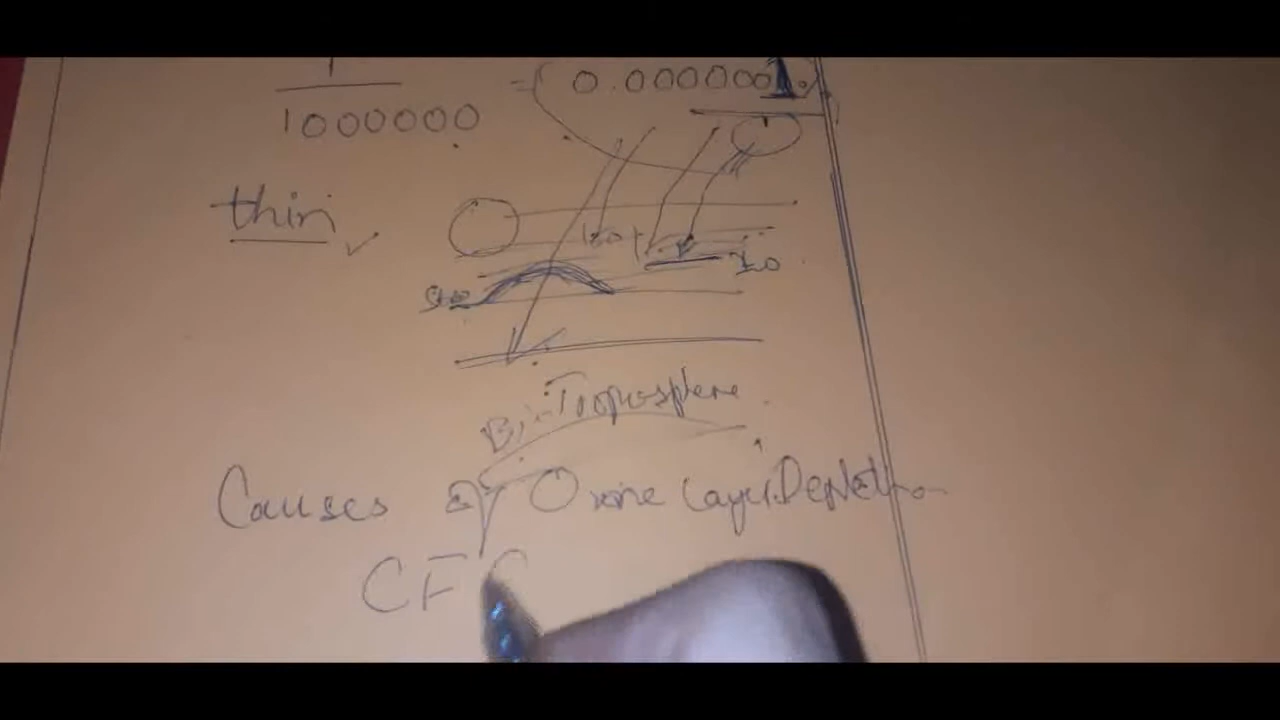 0.0000001.
1000000
thin
Troposphere
Causes of Ozone Layer Depletion
CFC